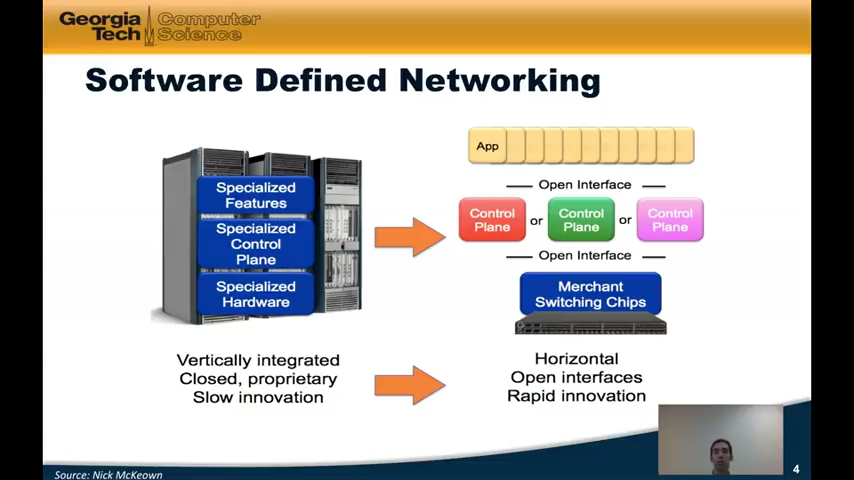 Georgia Computer
Tech Science
Software Defined Networking
Specialized
Features
Specialized
Control
Plane
Specialized
Hardware
App
Open Interface
Control
Plane
or
Control
Plane
or
Control
Plane
Open Interface
Merchant
Switching Chips
Vertically integrated
Closed, proprietary
Slow innovation
Horizontal
Open interfaces
Rapid innovation
Source: Nick McKeown
4